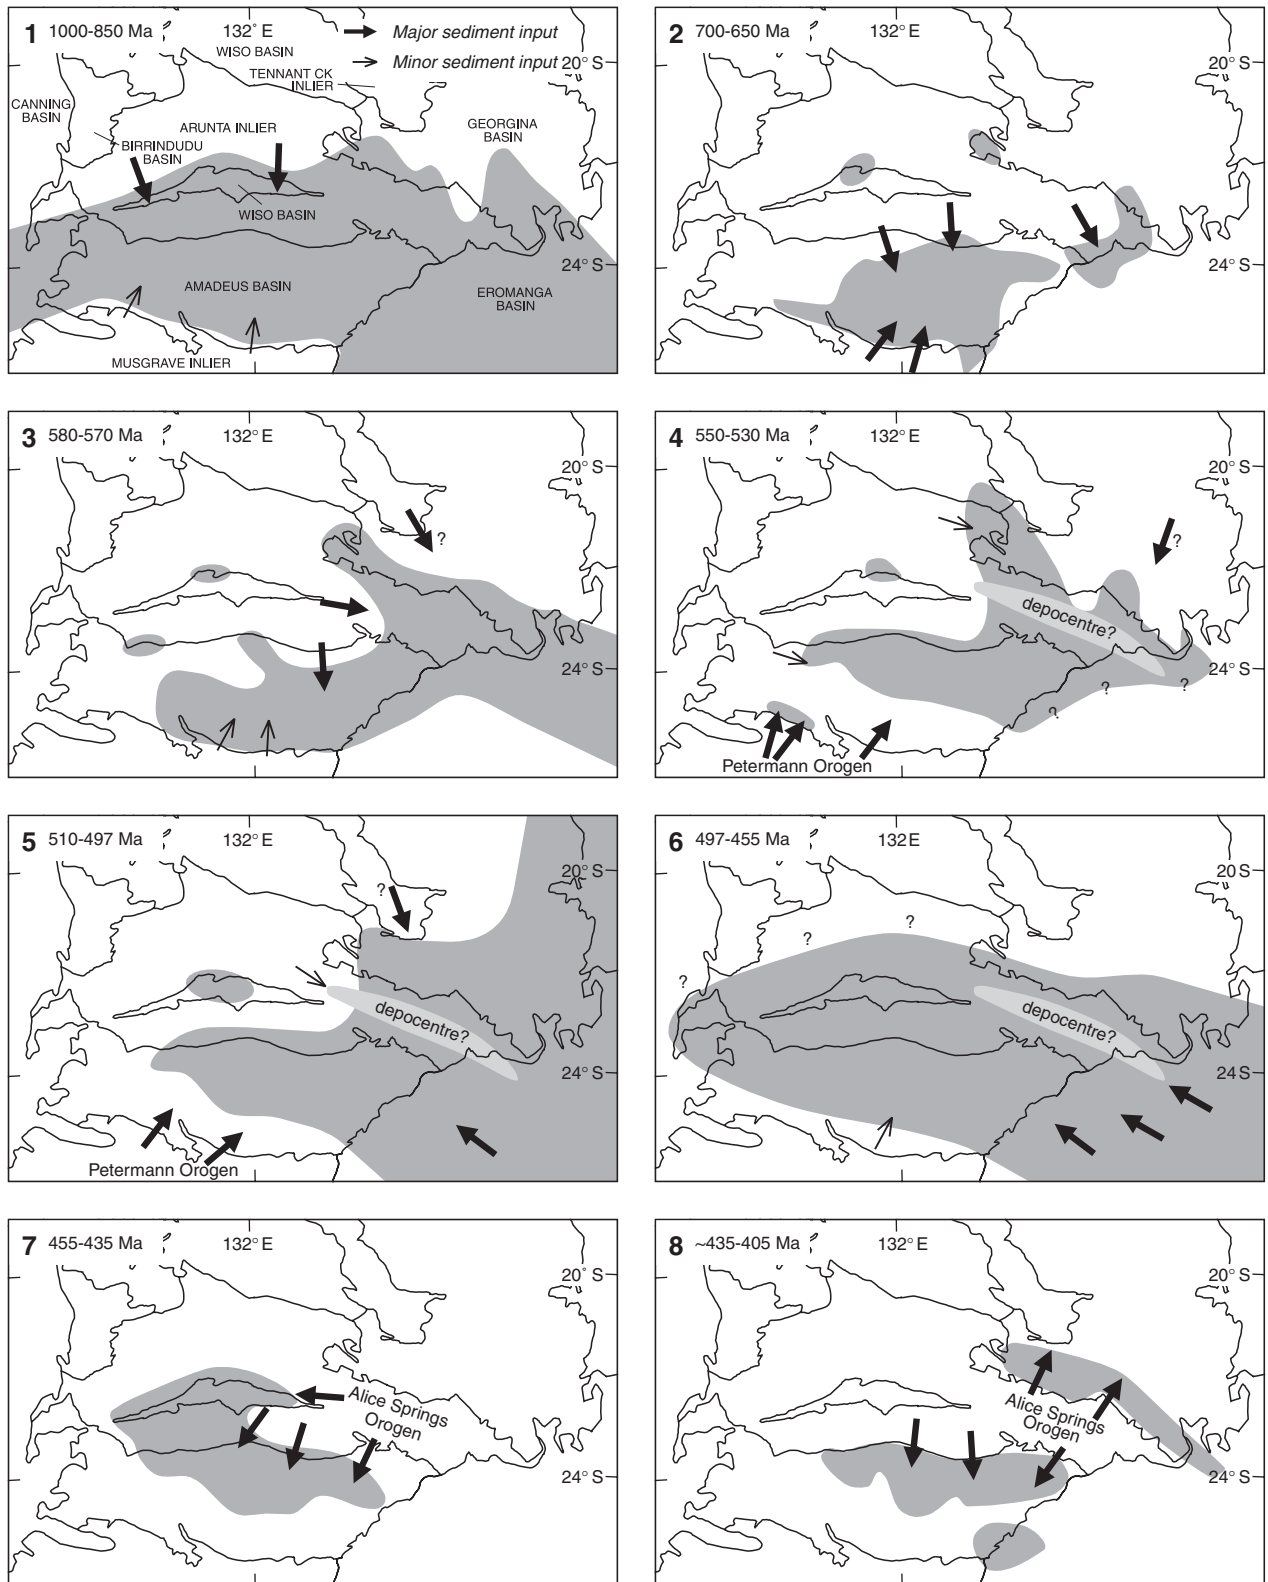 1 1000-850 Ma
132° E
WISO BASIN
Major sediment input
Minor sediment input
20° S
TENNANT CK
INLIER
CANNING
BASIN
ARUNTA INLIER
GEORGINA
BASIN
BIRRINDUDU
BASIN
WISO BASIN
24° S
AMADEUS BASIN
EROMANGA
BASIN
MUSGRAVE INLIER
2 700-650 Ma
132° E
20° S
24° S
3 580-570 Ma
132° E
20° S
?
24° S
4 550-530 Ma
132° E
20° S
?
depocentre?
24° S
?
?
?
Petermann Orogen
5 510-497 Ma
132° E
20° S
?
depocentre?
24° S
Petermann Orogen
6 497-455 Ma
132E
20° S
?
?
?
depocentre?
24S
7 455-435 Ma
132° E
20° S
Alice Springs
Orogen
24° S
8 ~435-405 Ma
132° E
20° S
Alice Springs
Orogen
24° S